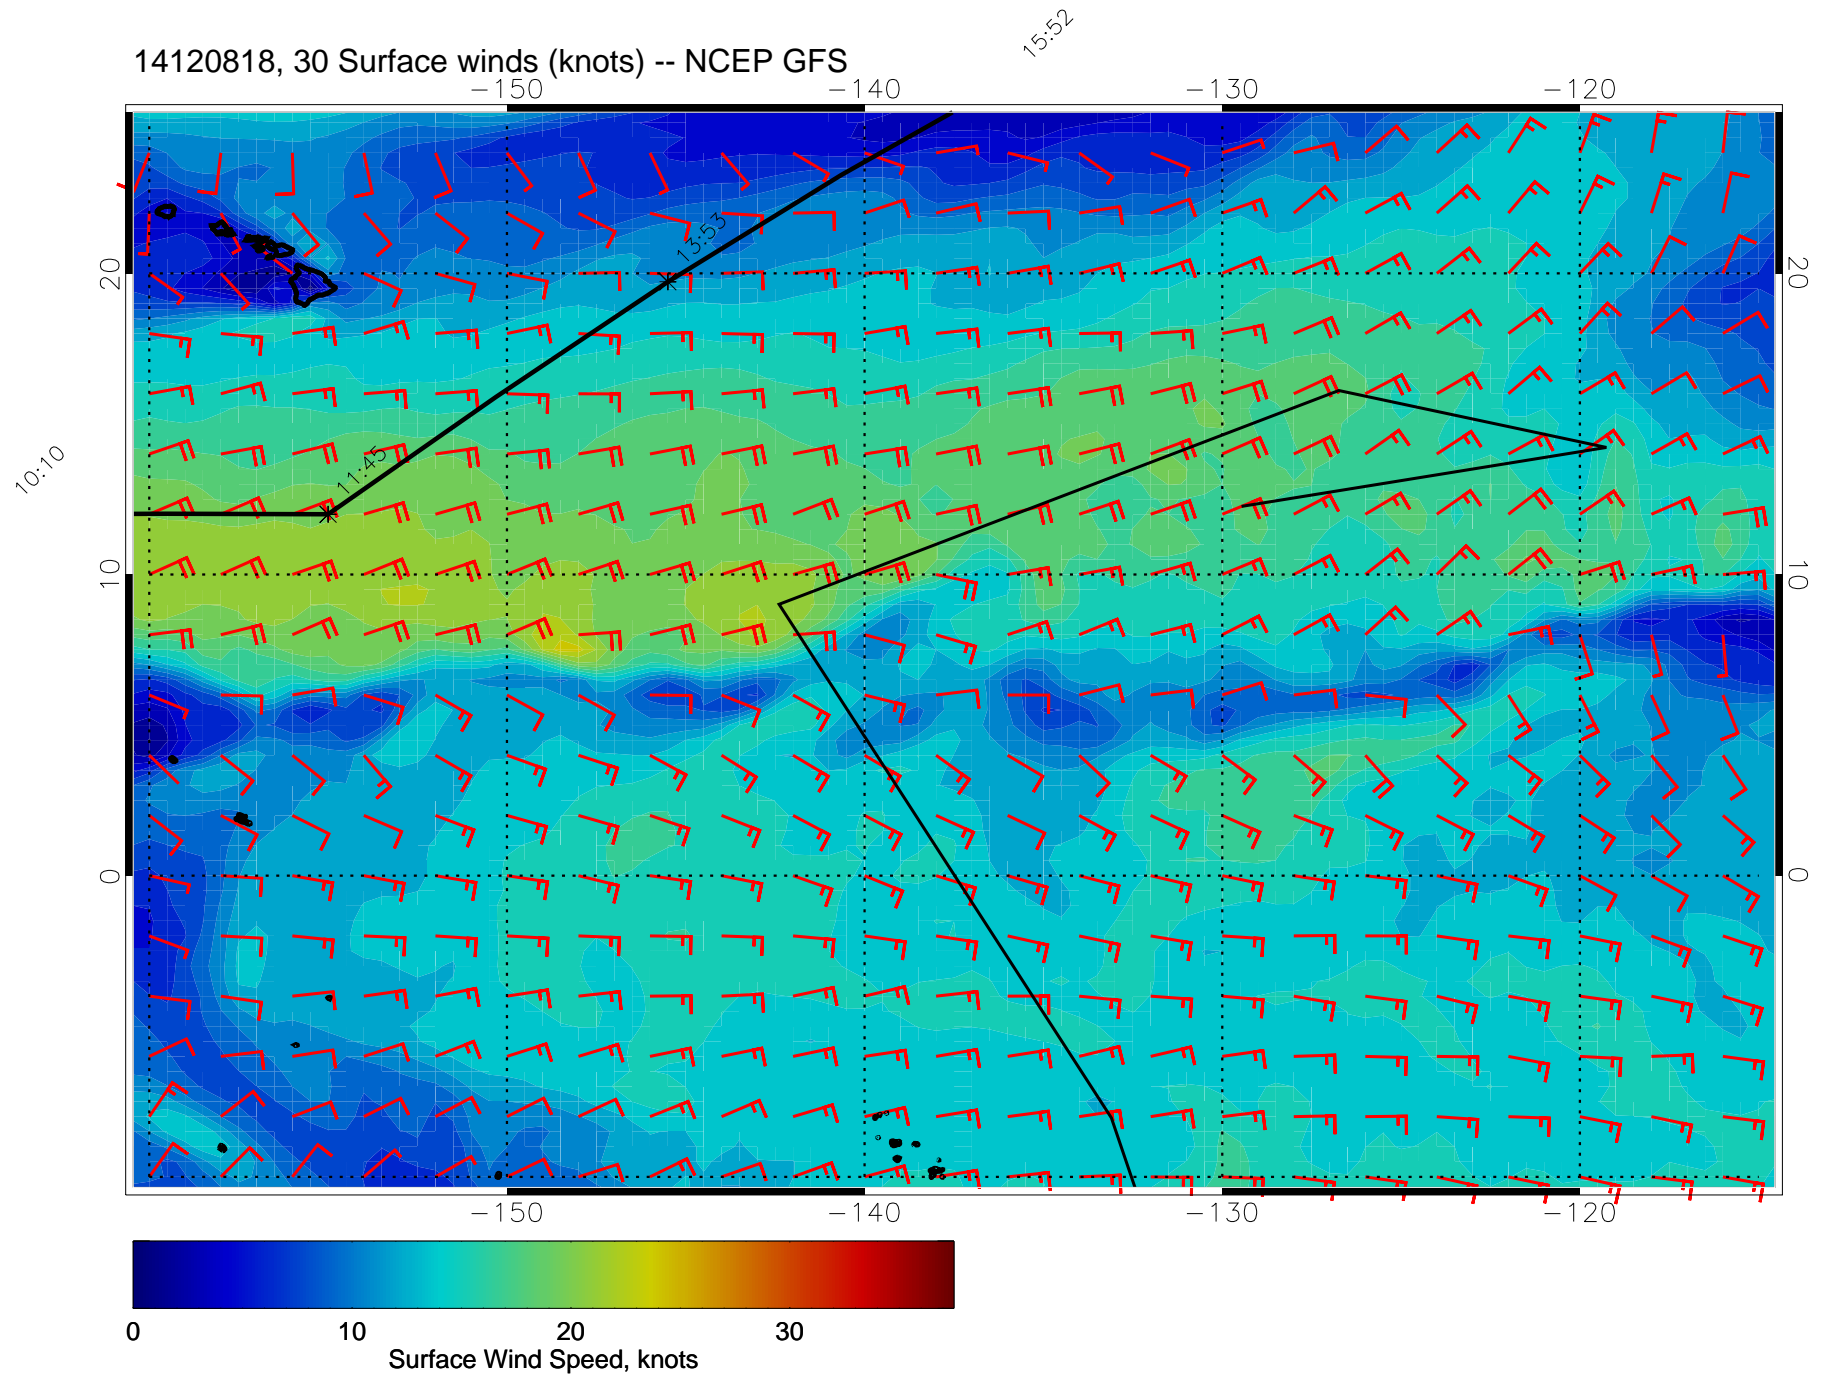 15:52
14120818, 30 Surface winds (knots) -- NCEP GFS
−150 −140 −130 −120
13:53
20 20
11:45
10:10
10 10
0 0
−150 −140 −130 −120
0 10 20 30
Surface Wind Speed, knots